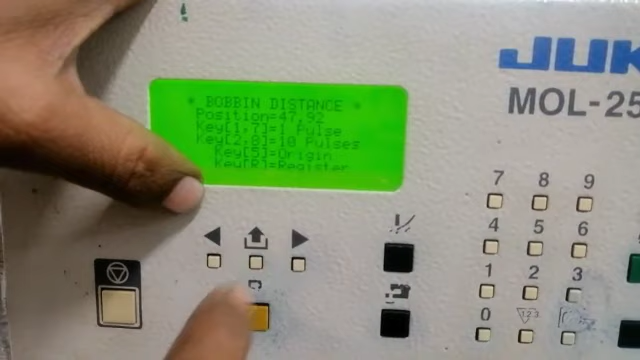 * BOBBIN DISTANCE *
Position=47,92
Key[1,7]=1 Pulse
Key[2,8]=10 Pulses
Key[5]=Origin
Key[R]=Register
JUK
MOL-25
7 8 9
4 5 6
1 2 3
0 123